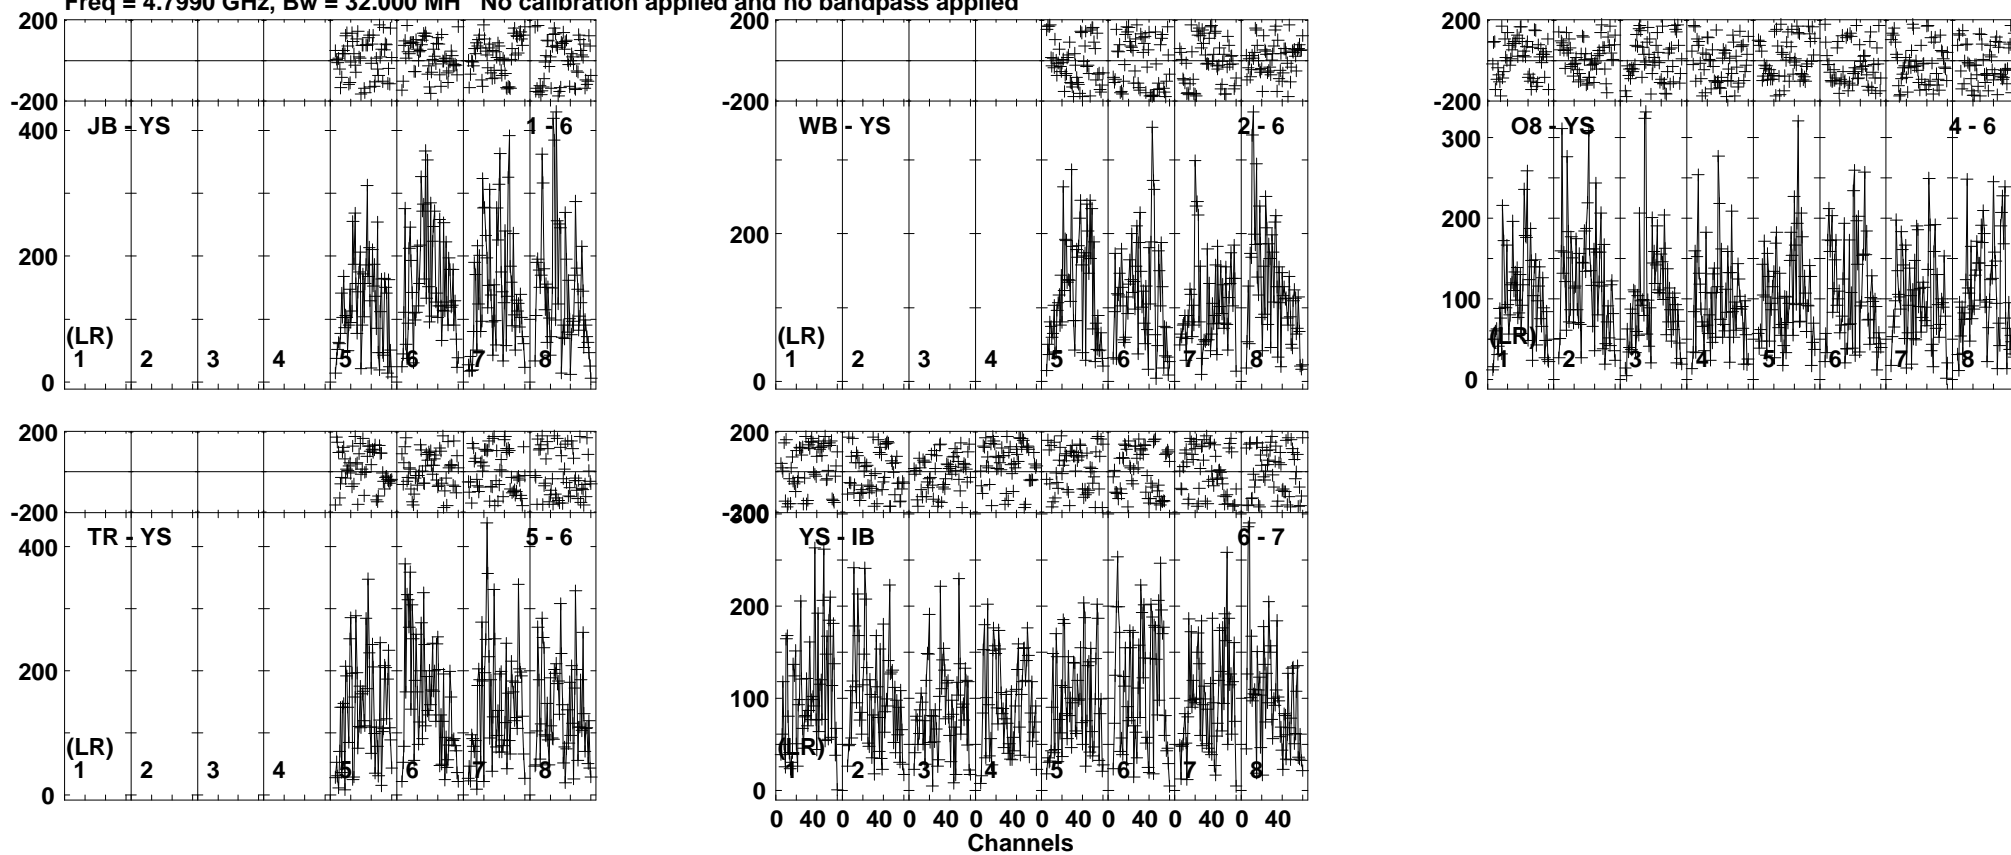 Freq = 4.7990 GHz, Bw = 32.000 MH No calibration applied and no bandpass applied
200
-200
JB - YS
1 - 6
400
200
0
(LR)
1 2 3 4 5 6 7 8
200
-200
WB - YS
2 - 6
200
0
(LR)
1 2 3 4 5 6 7 8
200
-200
O8 - YS
4 - 6
300
200
100
0
(LR)
1 2 3 4 5 6 7 8
200
-200
TR - YS
5 - 6
400
200
0
(LR)
1 2 3 4 5 6 7 8
200
-200
300
YS - IB
6 - 7
200
100
0
(LR)
1 2 3 4 5 6 7 8
0 40 0 40 0 40 0 40 0 40 0 40 0 40 0 40
Channels